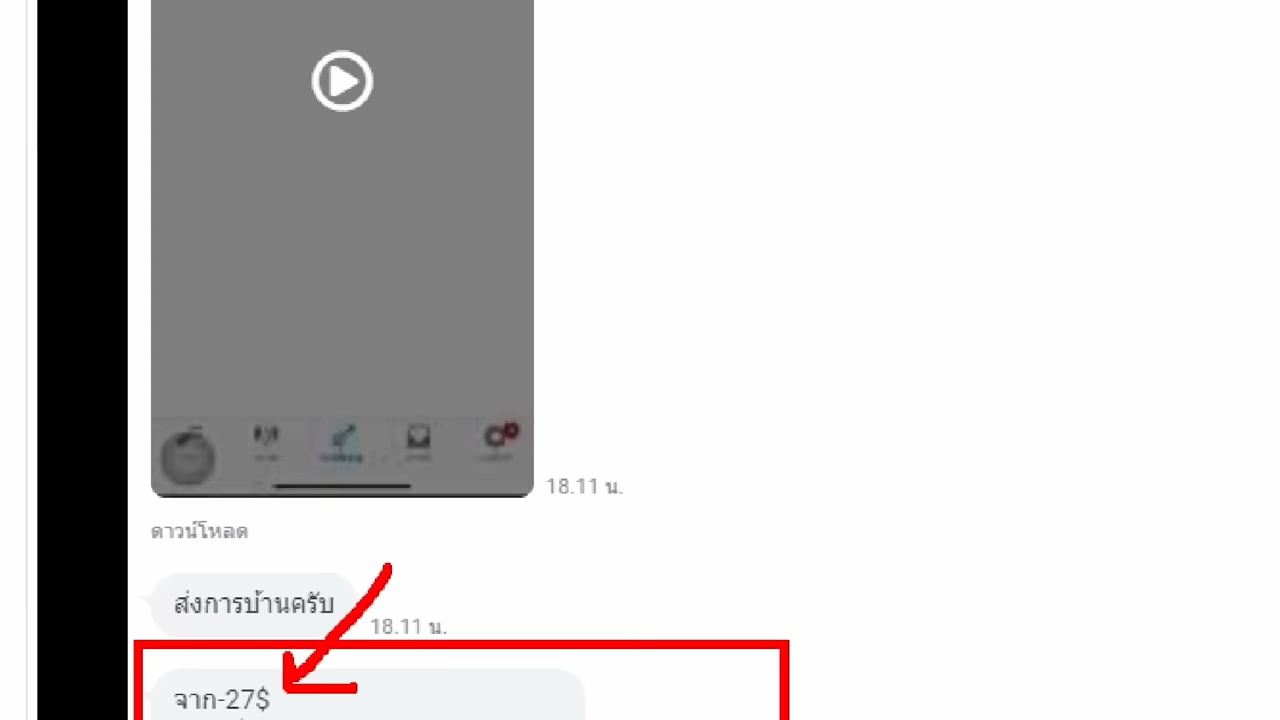 18.11 น.
ดาวน์โหลด
ส่งการบ้านครับ
18.11 น.
จาก-27$